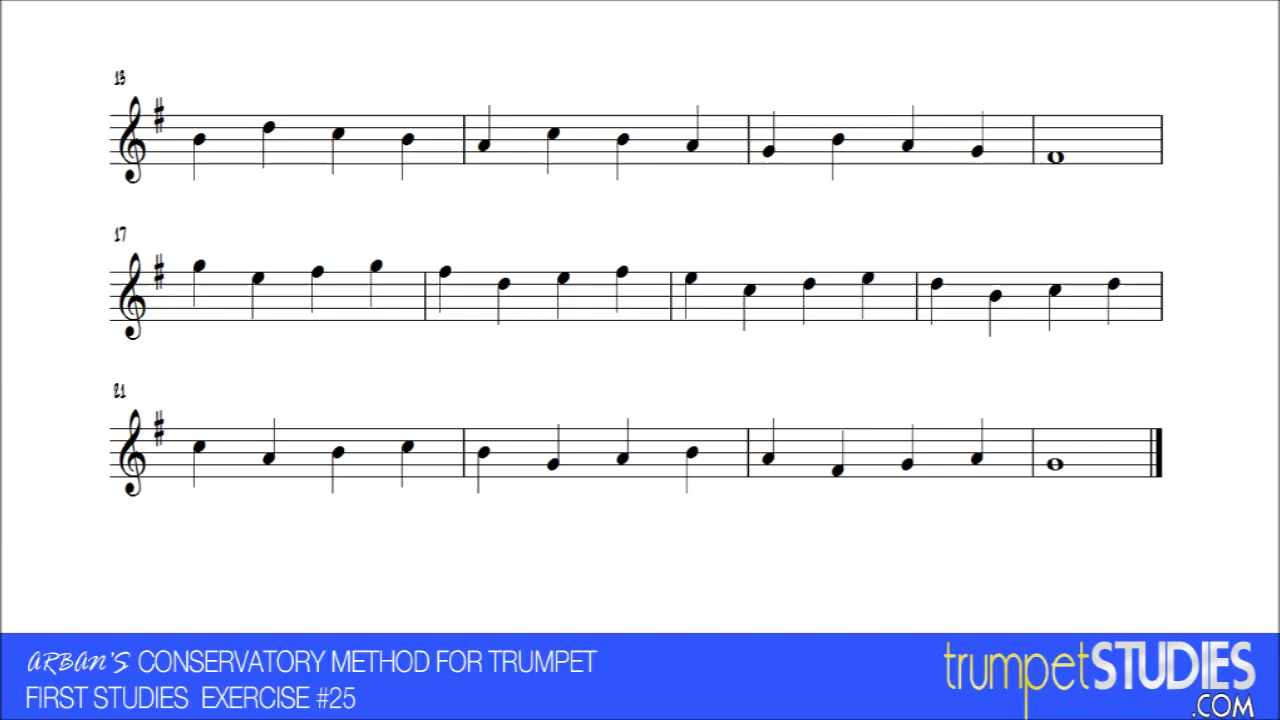 13
17
21
ARBAN'S CONSERVATORY METHOD FOR TRUMPET
FIRST STUDIES EXERCISE #25
trumpetSTUDIES
.COM